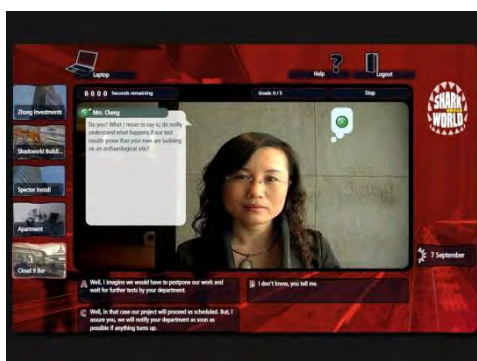 Laptop
Help
Logout
0 0 0 0 Seconds remaining
Goals: 0 / 5
Stop
SHARK
WORLD
Zhong Investments
Sharkworld Buildi...
Specter Install
Apartment
Cloud 9 Bar
Mrs. Cheng
Do you? What I mean to say is; do really
understand what happens if our test
results prove that your men are building
on an archaeological site?
7 September
A Well, I imagine we would have to postpone our work and
wait for further tests by your department.
B I don't know, you tell me.
C Well, in that case our project will proceed as scheduled. But, I
assure you, we will notify your department as soon as
possible if anything turns up.